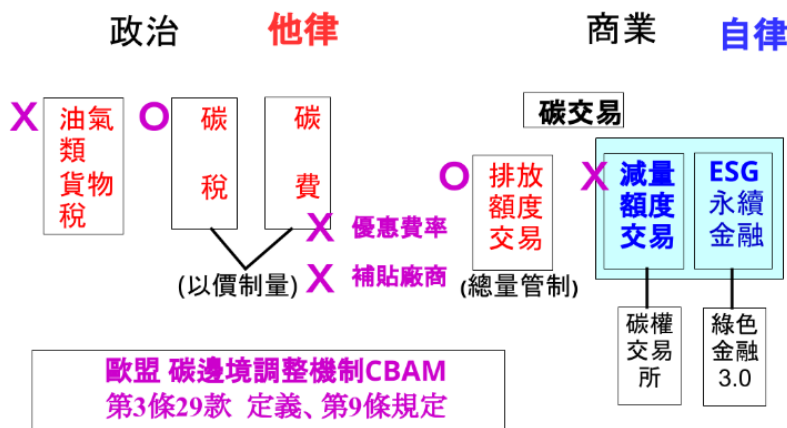 政治 他律 商業 自律
碳交易
X 油氣
類
貨物
稅
O 碳
稅
碳
費
X 優惠費率
X 補貼廠商
(以價制量)
O 排放
額度
交易
(總量管制)
X 減量
額度
交易
ESG
永續
金融
碳權
交易
所
綠色
金融
3.0
歐盟 碳邊境調整機制CBAM
第3條29款 定義、第9條規定